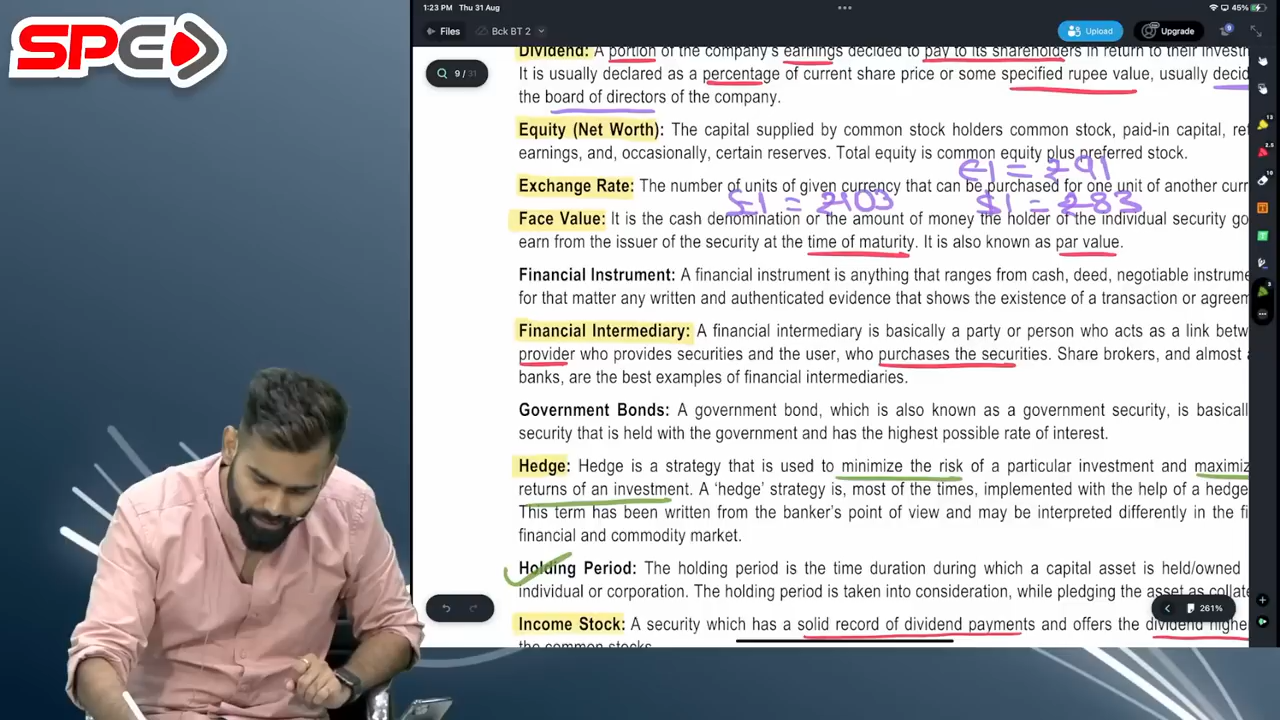 1:23 PM Thu 31 Aug
45%
SPE
Files
Bck BT 2
Upload
Upgrade
9 / 31
Dividend: A portion of the company's earnings decided to pay to its shareholders in return to their invest
It is usually declared as a percentage of current share price or some specified rupee value, usually decid
the board of directors of the company.
Equity (Net Worth): The capital supplied by common stock holders common stock, paid-in capital, ret
earnings, and, occasionally, certain reserves. Total equity is common equity plus preferred stock.
€1 = ₹91
Exchange Rate: The number of units of given currency that can be purchased for one unit of another curr
£1 = ₹103 $1 = ₹83
Face Value: It is the cash denomination or the amount of money the holder of the individual security go
earn from the issuer of the security at the time of maturity. It is also known as par value.
Financial Instrument: A financial instrument is anything that ranges from cash, deed, negotiable instrume
for that matter any written and authenticated evidence that shows the existence of a transaction or agreem
Financial Intermediary: A financial intermediary is basically a party or person who acts as a link betw
provider who provides securities and the user, who purchases the securities. Share brokers, and almost a
banks, are the best examples of financial intermediaries.
Government Bonds: A government bond, which is also known as a government security, is basicall
security that is held with the government and has the highest possible rate of interest.
Hedge: Hedge is a strategy that is used to minimize the risk of a particular investment and maximiz
returns of an investment. A 'hedge' strategy is, most of the times, implemented with the help of a hedge
This term has been written from the banker's point of view and may be interpreted differently in the fi
financial and commodity market.
Holding Period: The holding period is the time duration during which a capital asset is held/owned
individual or corporation. The holding period is taken into consideration, while pledging the asset as collate
261%
Income Stock: A security which has a solid record of dividend payments and offers the dividend highe
the common stocks.